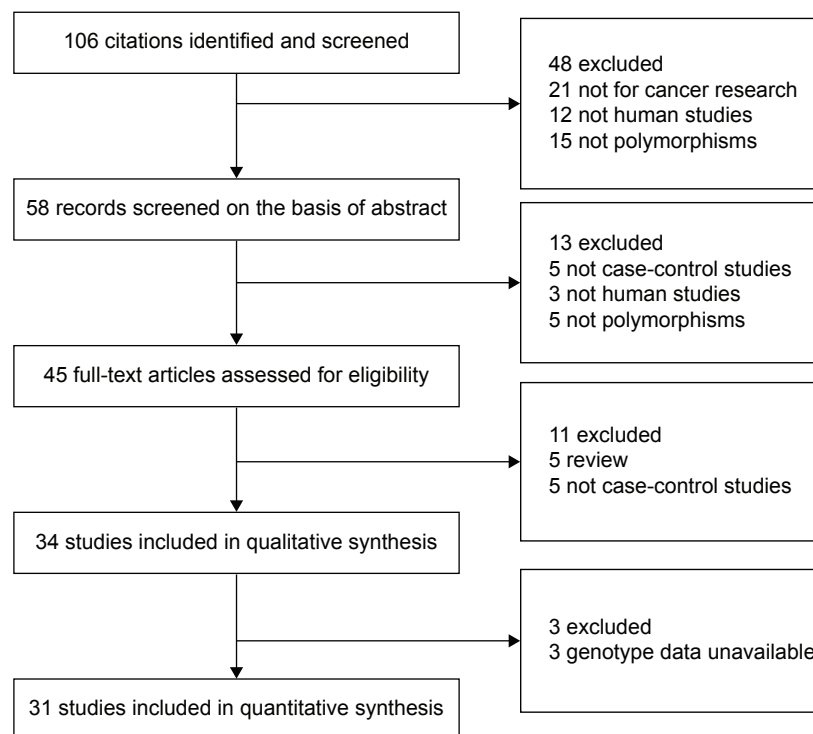 106 citations identified and screened
48 excluded
21 not for cancer research
12 not human studies
15 not polymorphisms
58 records screened on the basis of abstract
13 excluded
5 not case-control studies
3 not human studies
5 not polymorphisms
45 full-text articles assessed for eligibility
11 excluded
5 review
5 not case-control studies
34 studies included in qualitative synthesis
3 excluded
3 genotype data unavailable
31 studies included in quantitative synthesis